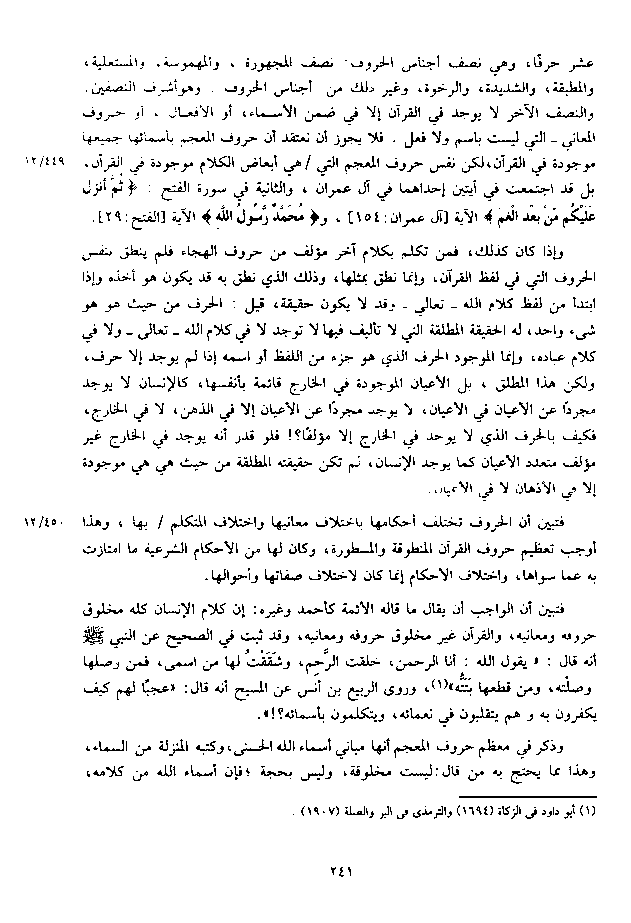 عشر حرفًا، وهي نصف أجناس الحروف: نصف المجهورة ، والمهموسة، والمستعلية،
والمطبقة، والشديدة، والرخوة، وغير ذلك من أجناس الحروف . وهو أشرف النصفين.
والنصف الآخر لا يوجد في القرآن إلا في ضمن الأسماء، أو الأفعال ، أو حروف
المعاني ـ التي ليست باسم ولا فعل . فلا يجوز أن نعتقد أن حروف المعجم بأسمائها جميعها
١٢/٤٤٩ موجودة في القرآن،لكن نفس حروف المعجم التي / هي أبعاض الكلام موجودة في القرآن،
بل قد اجتمعت في آيتين إحداهما في آل عمران ، والثانية في سورة الفتح : ﴿ ثُمَّ أَنزَلَ
عَلَيْكُم مِّنْ بَعْدِ الْغَمِّ ﴾ الآية [آل عمران:١٥٤] ، و﴿ مُحَمَّدٌ رَّسُولُ اللَّهِ ﴾ الآية [الفتح:٢٩].
وإذا كان كذلك، فمن تكلم بكلام آخر مؤلف من حروف الهجاء فلم ينطق بنفس
الحروف التي في لفظ القرآن، وإنما نطق بمثلها، وذلك الذي نطق به قد يكون هو أخذه وإذا
ابتدأ من لفظ كلام الله ـ تعالى ـ وقد لا يكون حقيقة، قيل : الحرف من حيث هو هو
شيء واحد، له الحقيقة المطلقة التي لا تأليف فيها لا توجد لا في كلام الله ـ تعالى ـ ولا في
كلام عباده، وإنما الموجود الحرف الذي هو جزء من اللفظ أو اسمه إذا لم يوجد إلا حرف،
ولكن هذا المطلق ، بل الأعيان الموجودة في الخارج قائمة بأنفسها، كالإنسان لا يوجد
مجردًا عن الأعيان في الأعيان، لا يوجد مجردًا عن الأعيان إلا في الذهن، لا في الخارج،
فكيف بالحرف الذي لا يوجد في الخارج إلا مؤلفًا؟! فلو قدر أنه يوجد في الخارج غير
مؤلف متعدد الأعيان كما يوجد الإنسان، لم تكن حقيقته المطلقة من حيث هي هي موجودة
إلا في الأذهان لا في الأعيان.
١٢/٤٥٠ فتبين أن الحروف تختلف أحكامها باختلاف معانيها واختلاف المتكلم / بها ، وهذا
أوجب تعظيم حروف القرآن المنطوقة والمسطورة، وكان لها من الأحكام الشرعية ما امتازت
به عما سواها، واختلاف الأحكام إنما كان لاختلاف صفاتها وأحوالها.
فتبين أن الواجب أن يقال ما قاله الأئمة كأحمد وغيره: إن كلام الإنسان كله مخلوق
حروفه ومعانيه، والقرآن غير مخلوق حروفه ومعانيه، وقد ثبت في الصحيح عن النبي ﷺ
أنه قال : « يقول الله : أنا الرحمن، خلقت الرَّحِم، وشَقَقْتُ لها من اسمى، فمن وصلها
وصلْته، ومن قطعها بَتَتُّه»(١)، وروى الربيع بن أنس عن المسيح أنه قال: «عجبًا لهم كيف
يكفرون به و هم يتقلبون في نعمائه، ويتكلمون بأسمائه؟!».
وذكر في معظم حروف المعجم أنها مباني أسماء الله الحسنى،وكتبه المنزلة من السماء،
وهذا مما يحتج به من قال:ليست مخلوقة، وليس بحجة ؛فإن أسماء الله من كلامه،
(١) أبو داود فى الزكاة (١٦٩٤) والترمذى فى البر والصلة (١٩٠٧) .
٢٤١